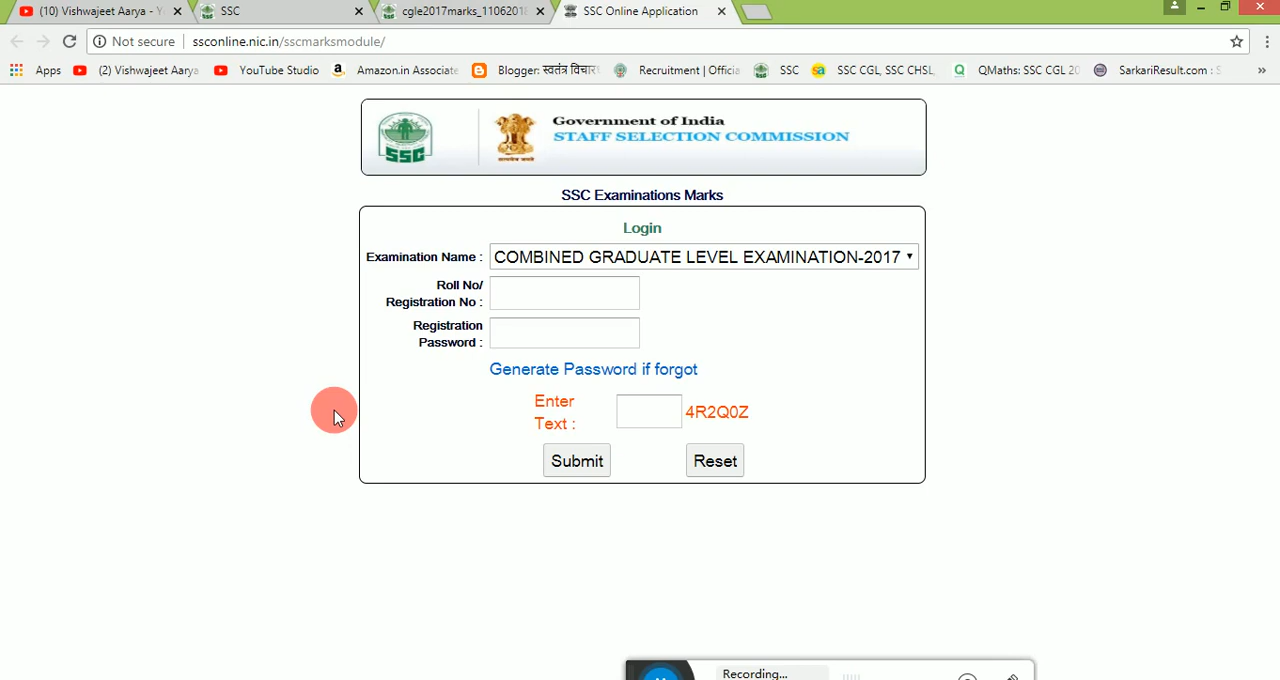 (10) Vishwajeet Aarya - Y
SSC
cgle2017marks_11062018
SSC Online Application
Not secure
ssconline.nic.in/sscmarksmodule/
Apps
(2) Vishwajeet Aarya
YouTube Studio
Amazon.in Associate
Blogger: स्वतंत्र विचार
Recruitment | Officia
SSC
SSC CGL, SSC CHSL,
QMaths: SSC CGL 20
SarkariResult.com : S
»
SSC
Government of India
STAFF SELECTION COMMISSION
SSC Examinations Marks
Login
Examination Name : COMBINED GRADUATE LEVEL EXAMINATION-2017
Roll No/
Registration No :
Registration
Password :
Generate Password if forgot
Enter
Text :
4R2Q0Z
Submit
Reset
Recording...